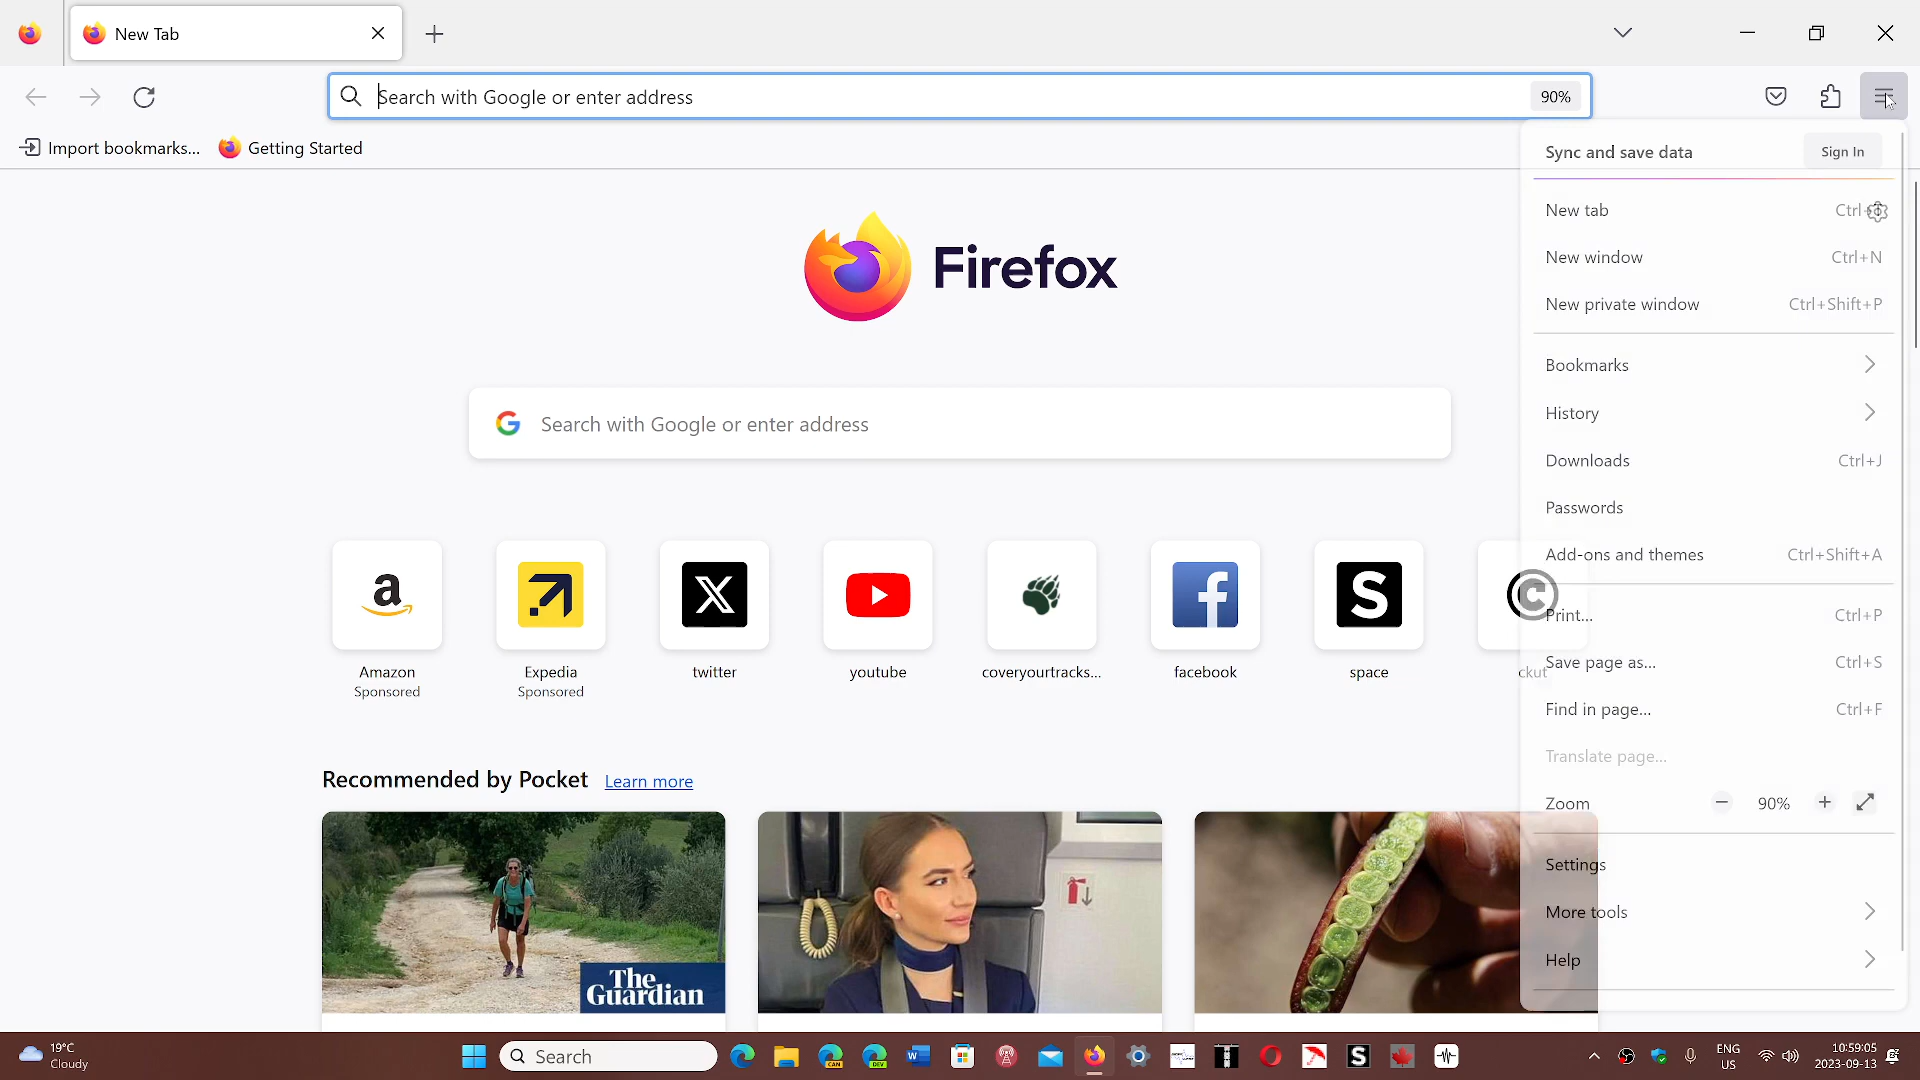 New Tab
Search with Google or enter address
90%
Import bookmarks...
Getting Started
Sync and save data
Sign In
New tab
Ctrl+T
New window
Ctrl+N
New private window
Ctrl+Shift+P
Bookmarks
History
Downloads
Ctrl+J
Passwords
Add-ons and themes
Ctrl+Shift+A
Print...
Ctrl+P
Save page as...
Ctrl+S
Find in page...
Ctrl+F
Translate page...
Zoom
90%
Settings
More tools
Help
Firefox
Search with Google or enter address
Amazon
Sponsored
Expedia
Sponsored
twitter
youtube
coveryourtracks...
facebook
space
ckut
Recommended by Pocket
Learn more
The
Guardian
19°C
Cloudy
Search
CAN
DEV
ENG
US
10:59:05
2023-09-13